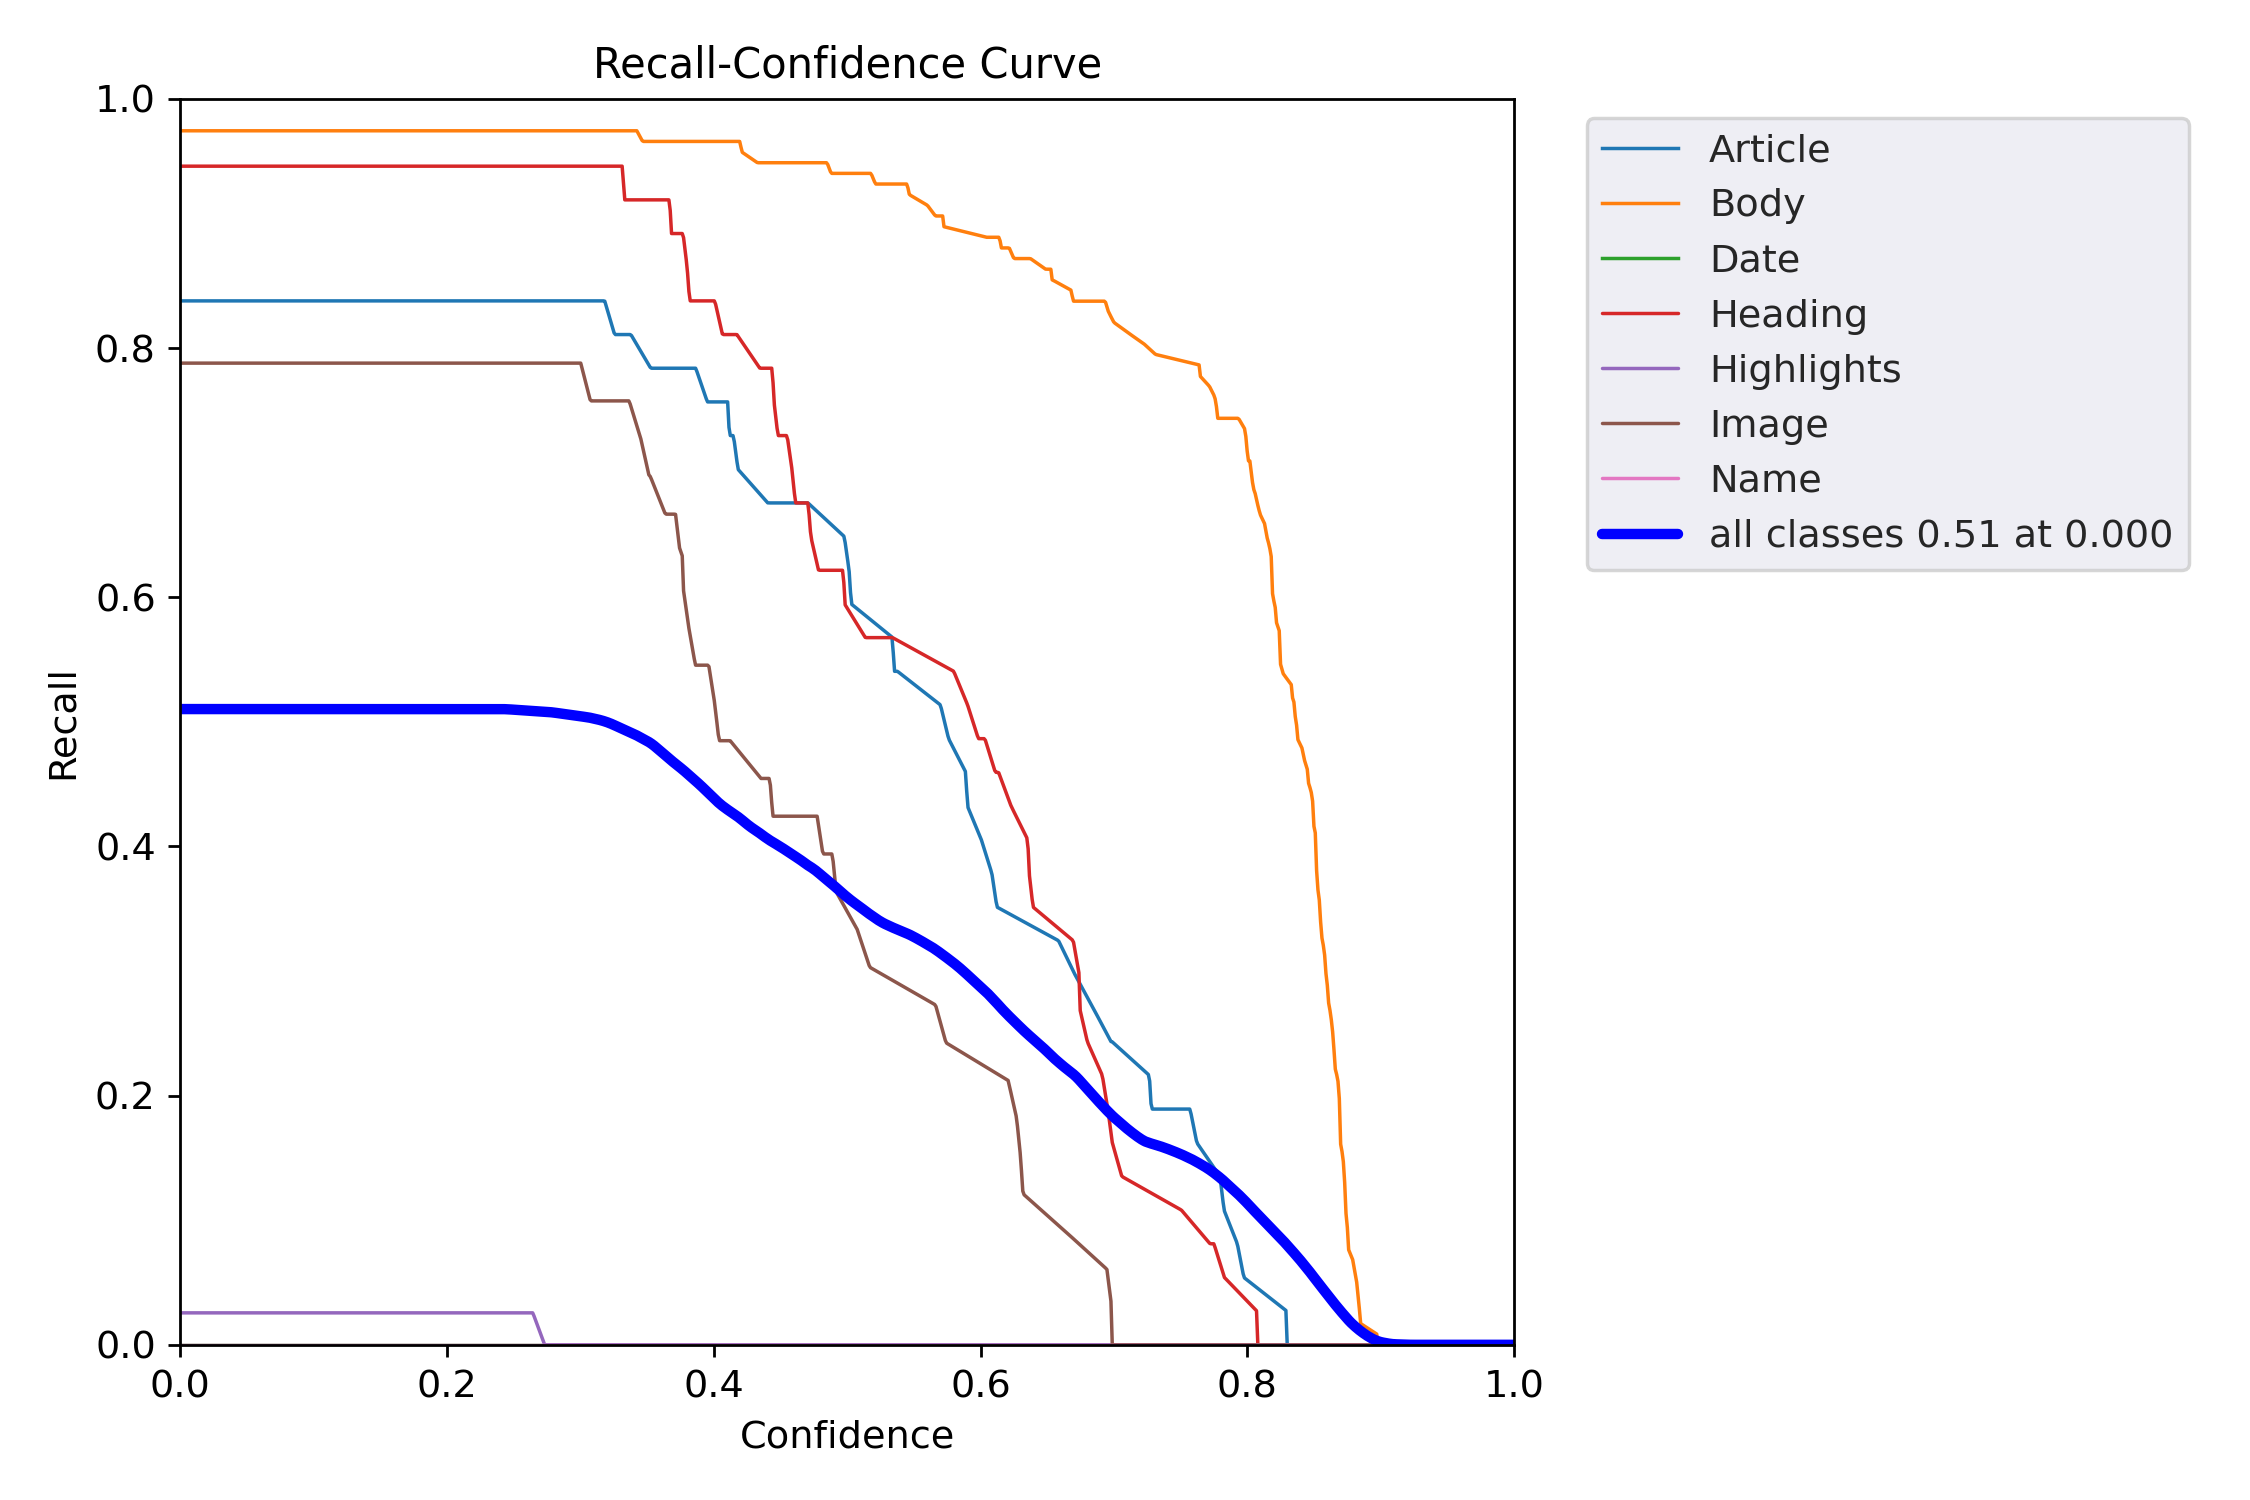 Recall-Confidence Curve
1.0
0.8
0.6
0.4
0.2
0.0
Recall
0.0 0.2 0.4 0.6 0.8 1.0
Confidence
Article
Body
Date
Heading
Highlights
Image
Name
all classes 0.51 at 0.000